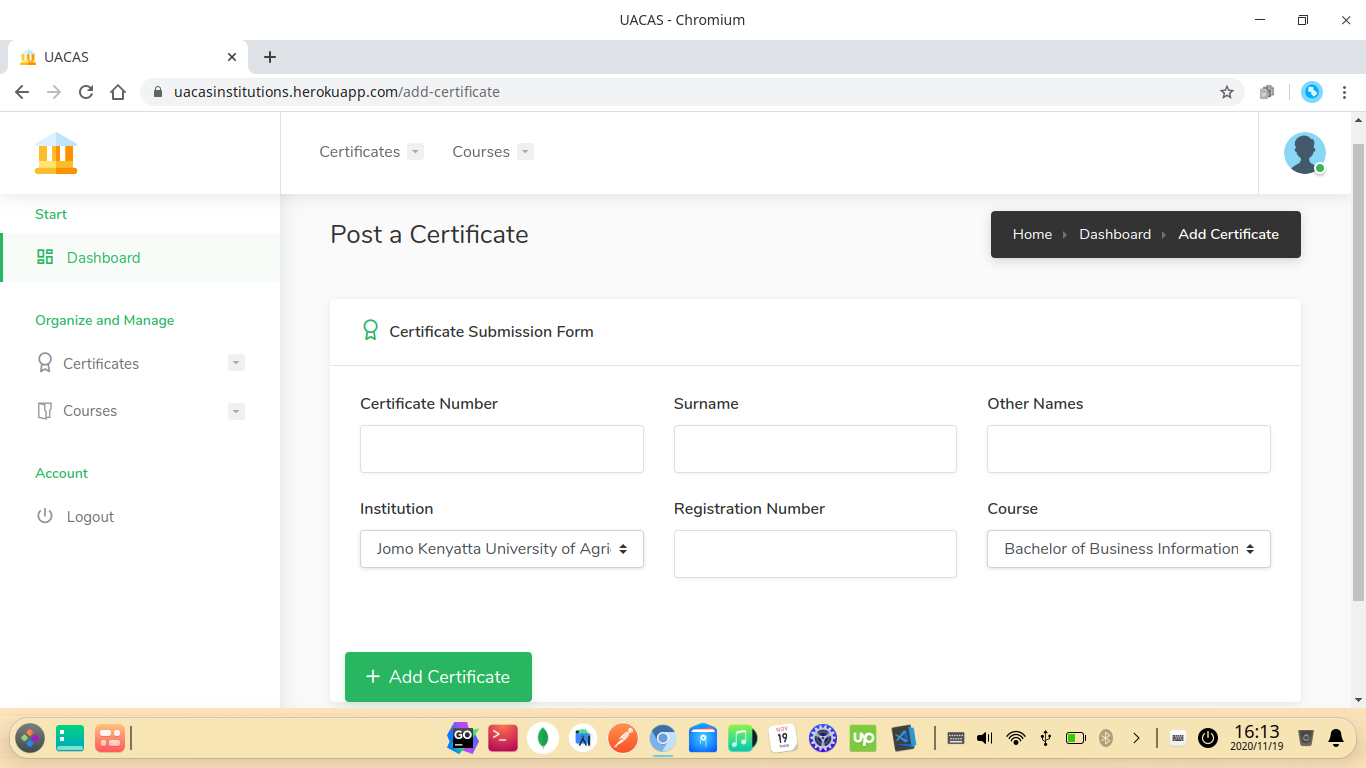 UACAS - Chromium
UACAS
uacasinstitutions.herokuapp.com/add-certificate
Certificates
Courses
Start
Dashboard
Organize and Manage
Certificates
Courses
Account
Logout
Post a Certificate
Home
Dashboard
Add Certificate
Certificate Submission Form
Certificate Number
Surname
Other Names
Institution
Registration Number
Course
Jomo Kenyatta University of Agri
Bachelor of Business Information
+ Add Certificate
GO
>_
NOV
19
up
16:13
2020/11/19